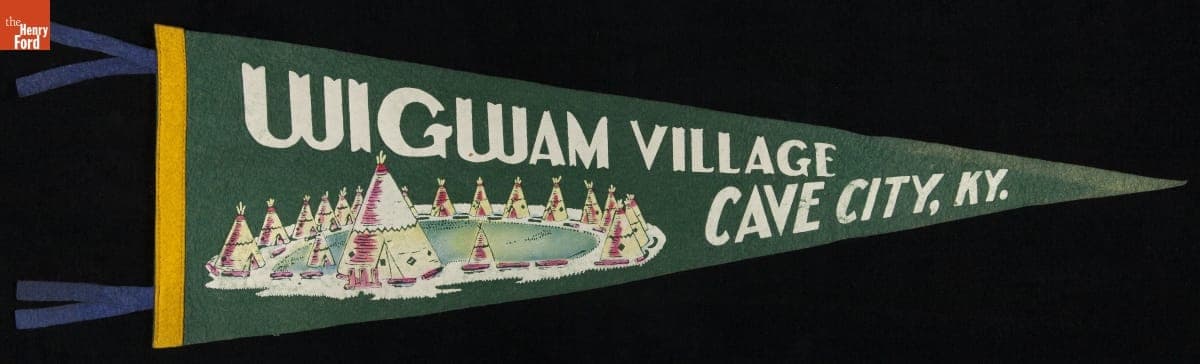 the
Henry
Ford
WIGWAM VILLAGE
CAVE CITY, KY.